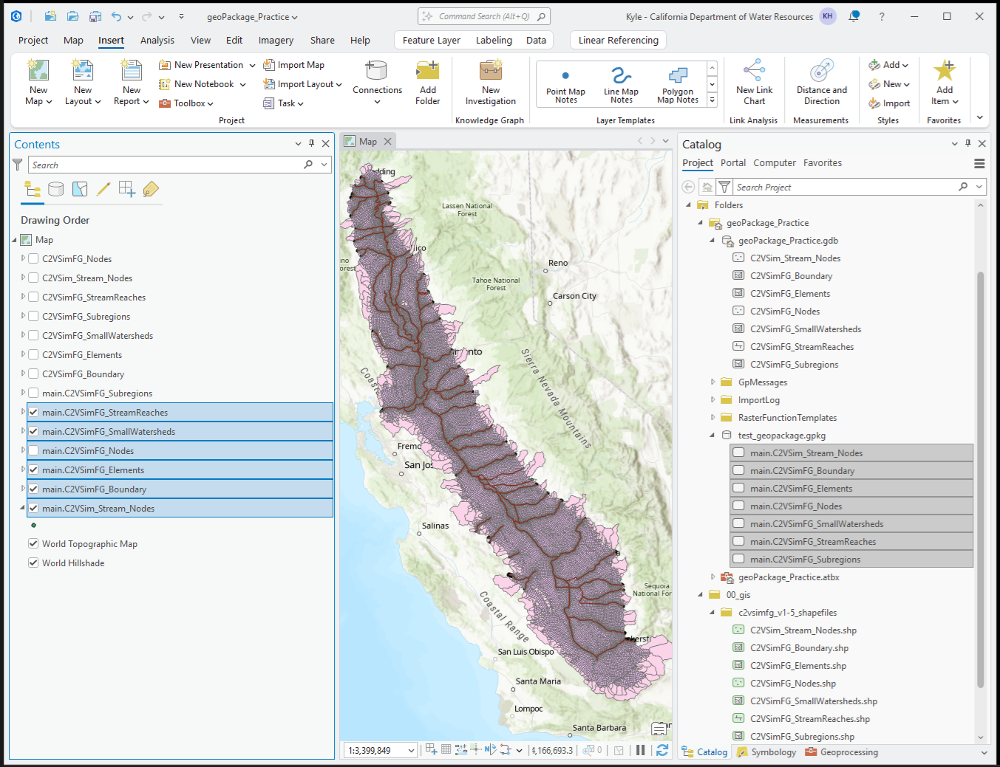 geoPackage_Practice
Command Search (Alt+Q)
Kyle - California Department of Water Resources
KH
?
Project
Map
Insert
Analysis
View
Edit
Imagery
Share
Help
Feature Layer
Labeling
Data
Linear Referencing
New Map
New Layout
New Report
New Presentation
New Notebook
Toolbox
Import Map
Import Layout
Task
Connections
Add Folder
New Investigation
Point Map Notes
Line Map Notes
Polygon Map Notes
New Link Chart
Distance and Direction
Add
New
Import
Add Item
Project
Knowledge Graph
Layer Templates
Link Analysis
Measurements
Styles
Favorites
Contents
Search
Drawing Order
Map
C2VSimFG_Nodes
C2VSim_Stream_Nodes
C2VSimFG_StreamReaches
C2VSimFG_Subregions
C2VSimFG_SmallWatersheds
C2VSimFG_Elements
C2VSimFG_Boundary
main.C2VSimFG_Subregions
main.C2VSimFG_StreamReaches
main.C2VSimFG_SmallWatersheds
main.C2VSimFG_Nodes
main.C2VSimFG_Elements
main.C2VSimFG_Boundary
main.C2VSim_Stream_Nodes
World Topographic Map
World Hillshade
Map
dding
Lassen National
Forest
ico
ino
orest
Reno
Tahoe National
Forest
Carson City
nto
Sierra Nevada Mountains
Coast
Fremo
San Jos
Salinas
Sequoia
National For
Coastal Range
kersfi
San Luis Obispo
Santa Maria
Lompoc
Santa Barbara
1:3,399,849
4,166,693.3
0
Catalog
Project
Portal
Computer
Favorites
Search Project
Folders
geoPackage_Practice
geoPackage_Practice.gdb
C2VSim_Stream_Nodes
C2VSimFG_Boundary
C2VSimFG_Elements
C2VSimFG_Nodes
C2VSimFG_SmallWatersheds
C2VSimFG_StreamReaches
C2VSimFG_Subregions
GpMessages
ImportLog
RasterFunctionTemplates
test_geopackage.gpkg
main.C2VSim_Stream_Nodes
main.C2VSimFG_Boundary
main.C2VSimFG_Elements
main.C2VSimFG_Nodes
main.C2VSimFG_SmallWatersheds
main.C2VSimFG_StreamReaches
main.C2VSimFG_Subregions
geoPackage_Practice.atbx
00_gis
c2vsimfg_v1-5_shapefiles
C2VSim_Stream_Nodes.shp
C2VSimFG_Boundary.shp
C2VSimFG_Elements.shp
C2VSimFG_Nodes.shp
C2VSimFG_SmallWatersheds.shp
C2VSimFG_StreamReaches.shp
C2VSimFG_Subregions.shp
Catalog
Symbology
Geoprocessing